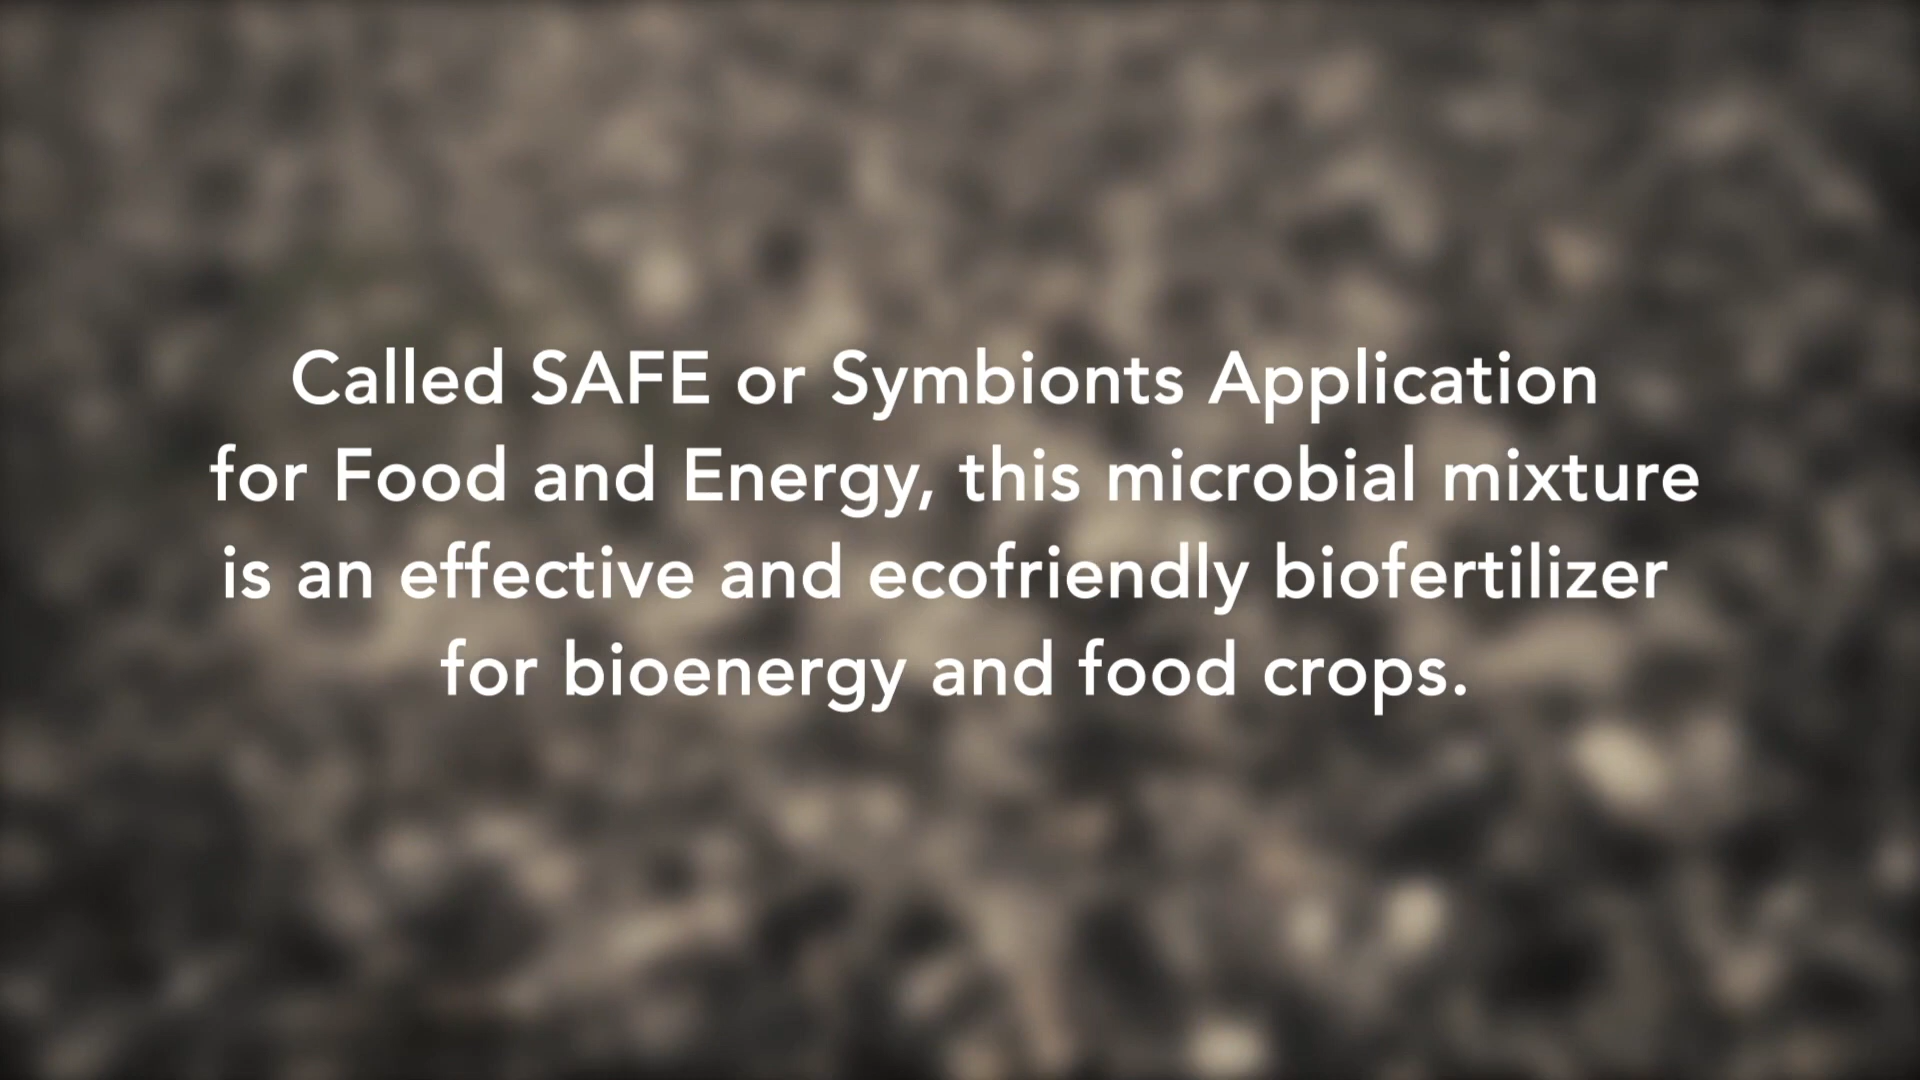 Called SAFE or Symbionts Application
for Food and Energy, this microbial mixture
is an effective and ecofriendly biofertilizer
for bioenergy and food crops.